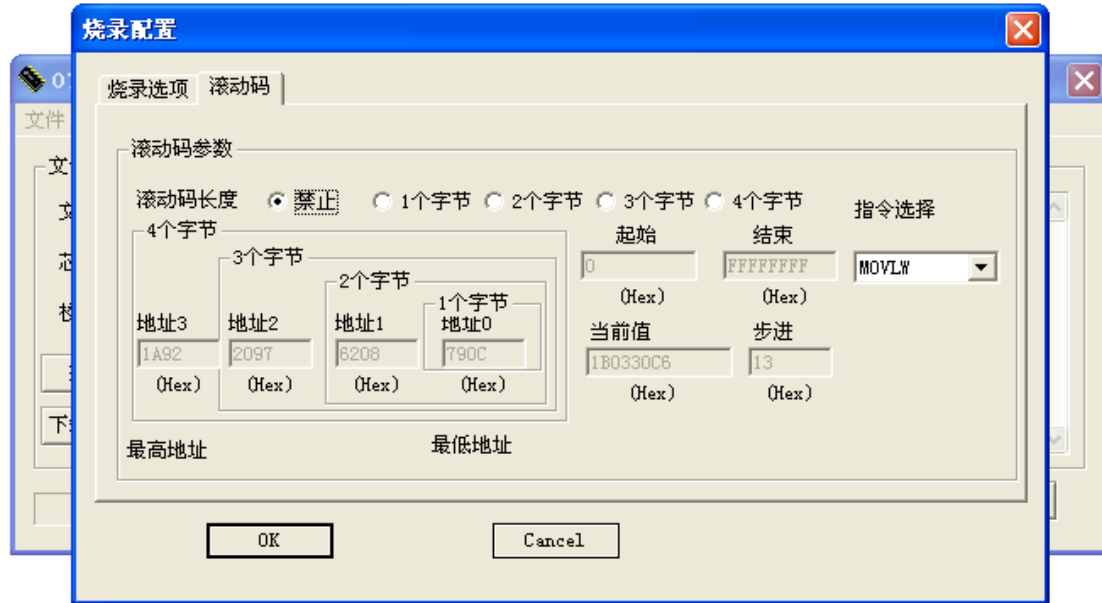 烧录配置
文件
烧录选项 滚动码
滚动码参数
滚动码长度 禁止 1个字节 2个字节 3个字节 4个字节
指令选择
MOVLW
4个字节
3个字节
2个字节
1个字节
地址3 地址2 地址1 地址0
1A92 2097 6208 790C
(Hex) (Hex) (Hex) (Hex)
最高地址 最低地址
起始 结束
0 FFFFFFFF
(Hex) (Hex)
当前值 步进
1B0330C6 13
(Hex) (Hex)
OK Cancel